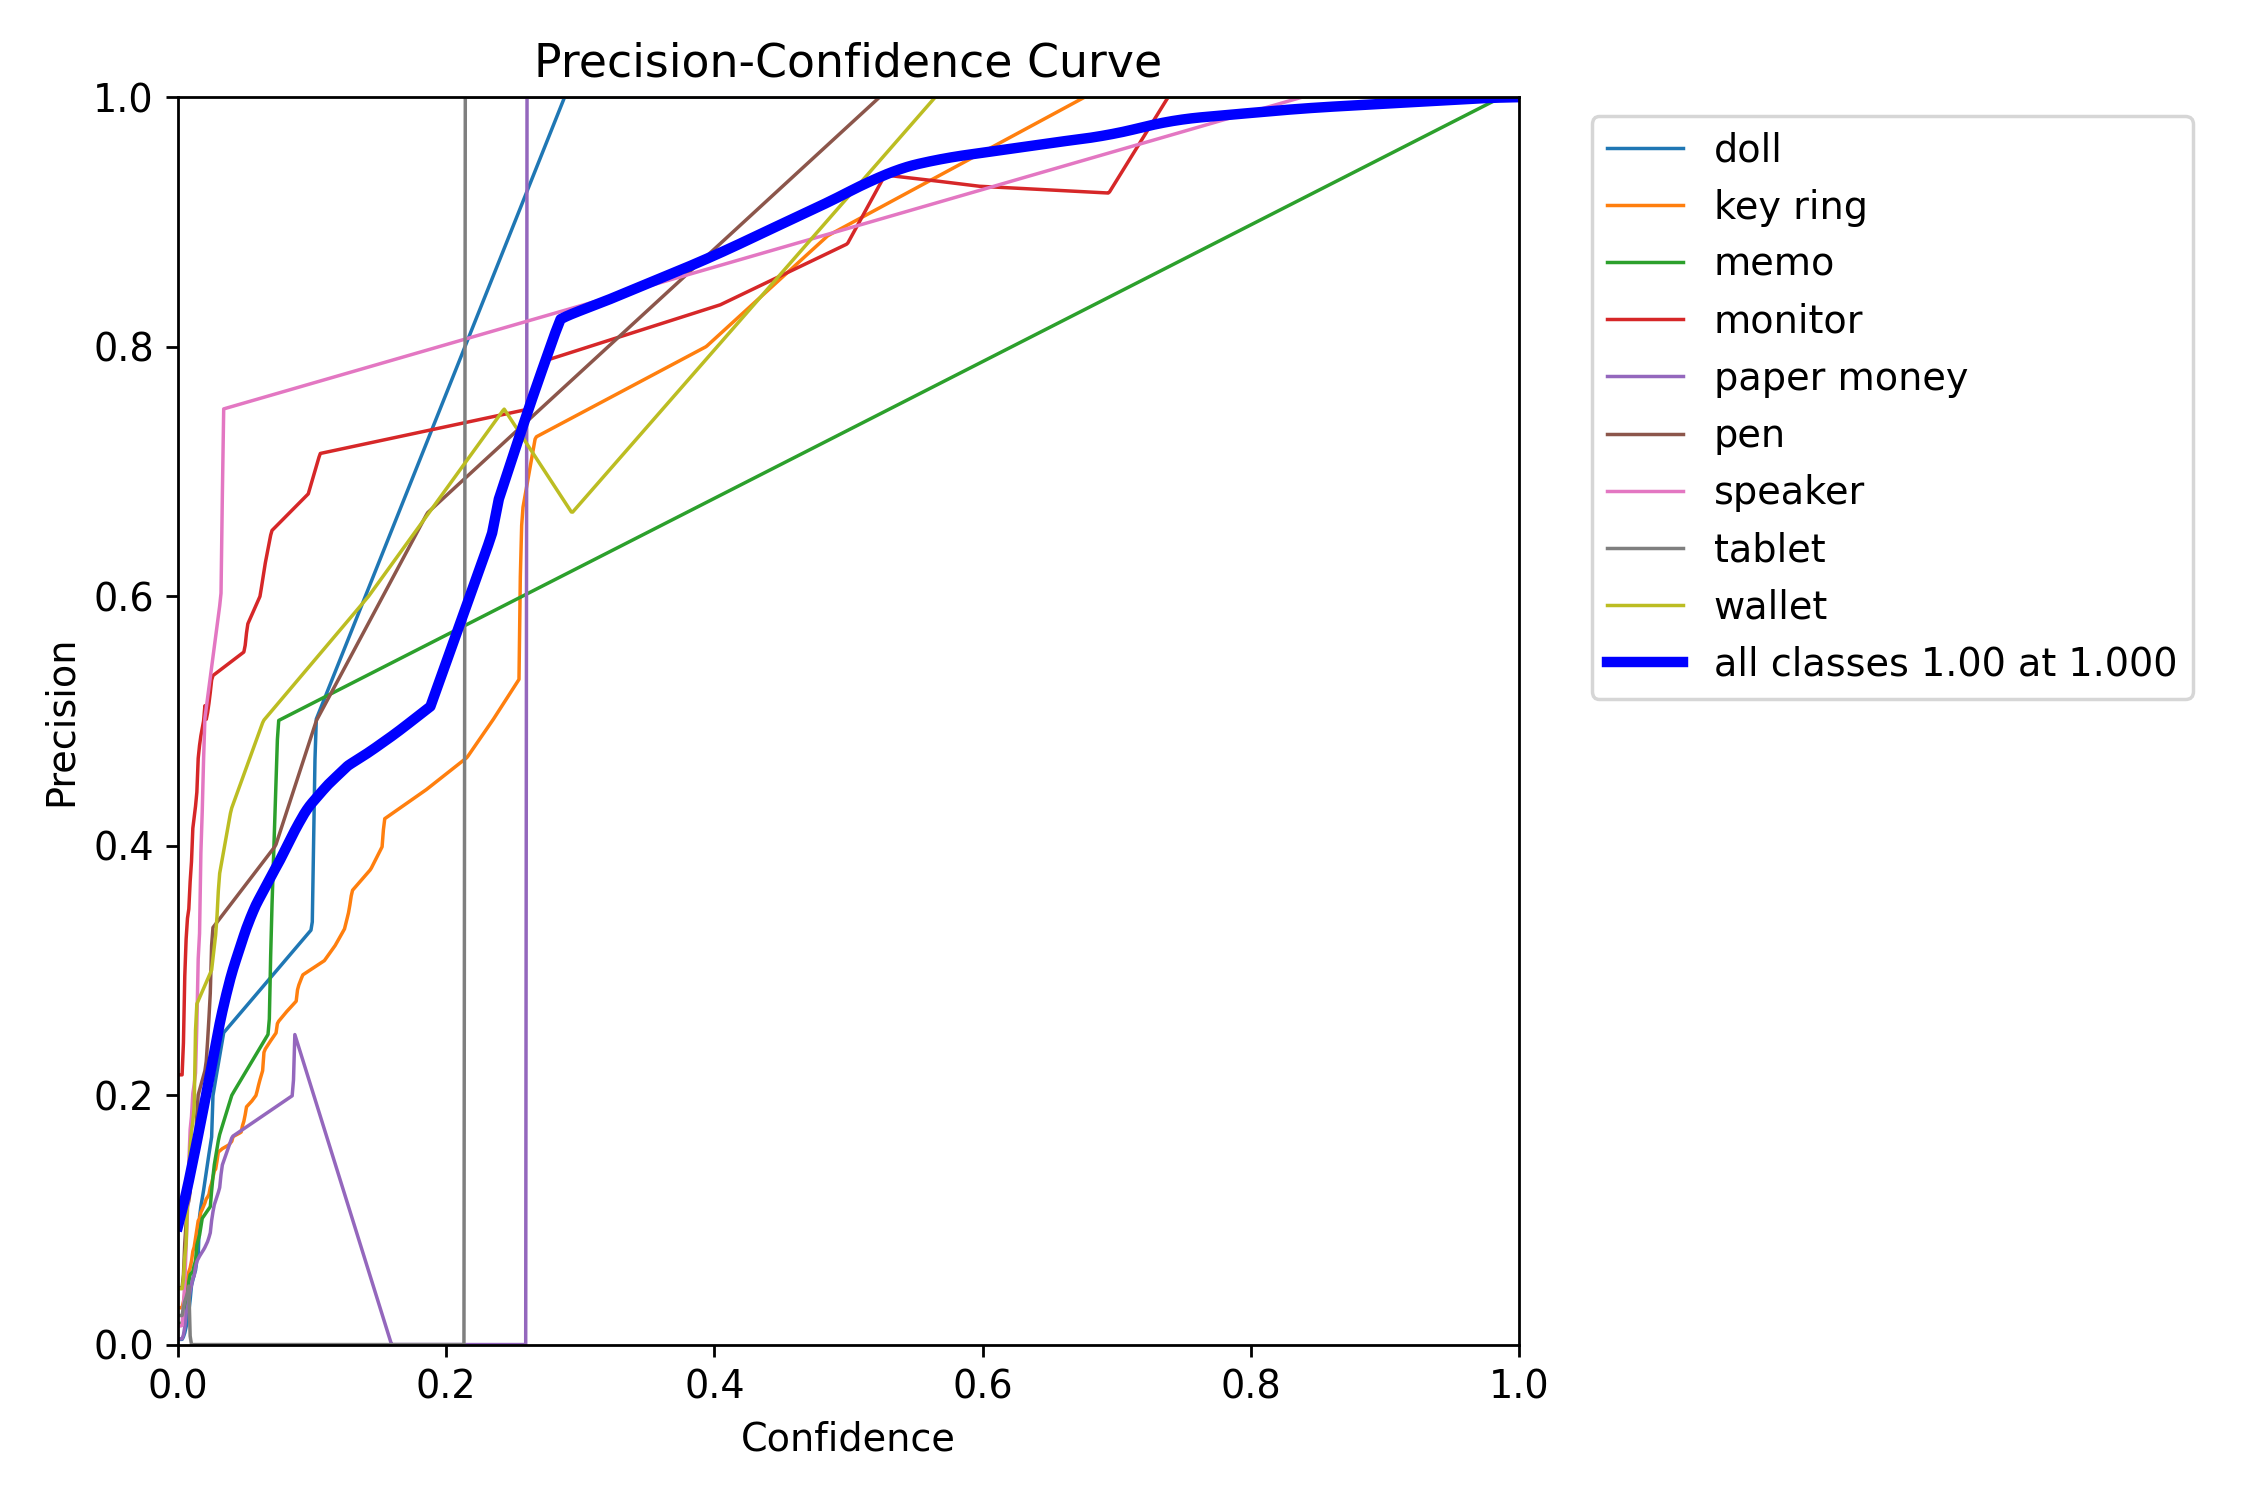 Precision-Confidence Curve
1.0
0.8
0.6
0.4
0.2
0.0
Precision
0.0 0.2 0.4 0.6 0.8 1.0
Confidence
doll
key ring
memo
monitor
paper money
pen
speaker
tablet
wallet
all classes 1.00 at 1.000